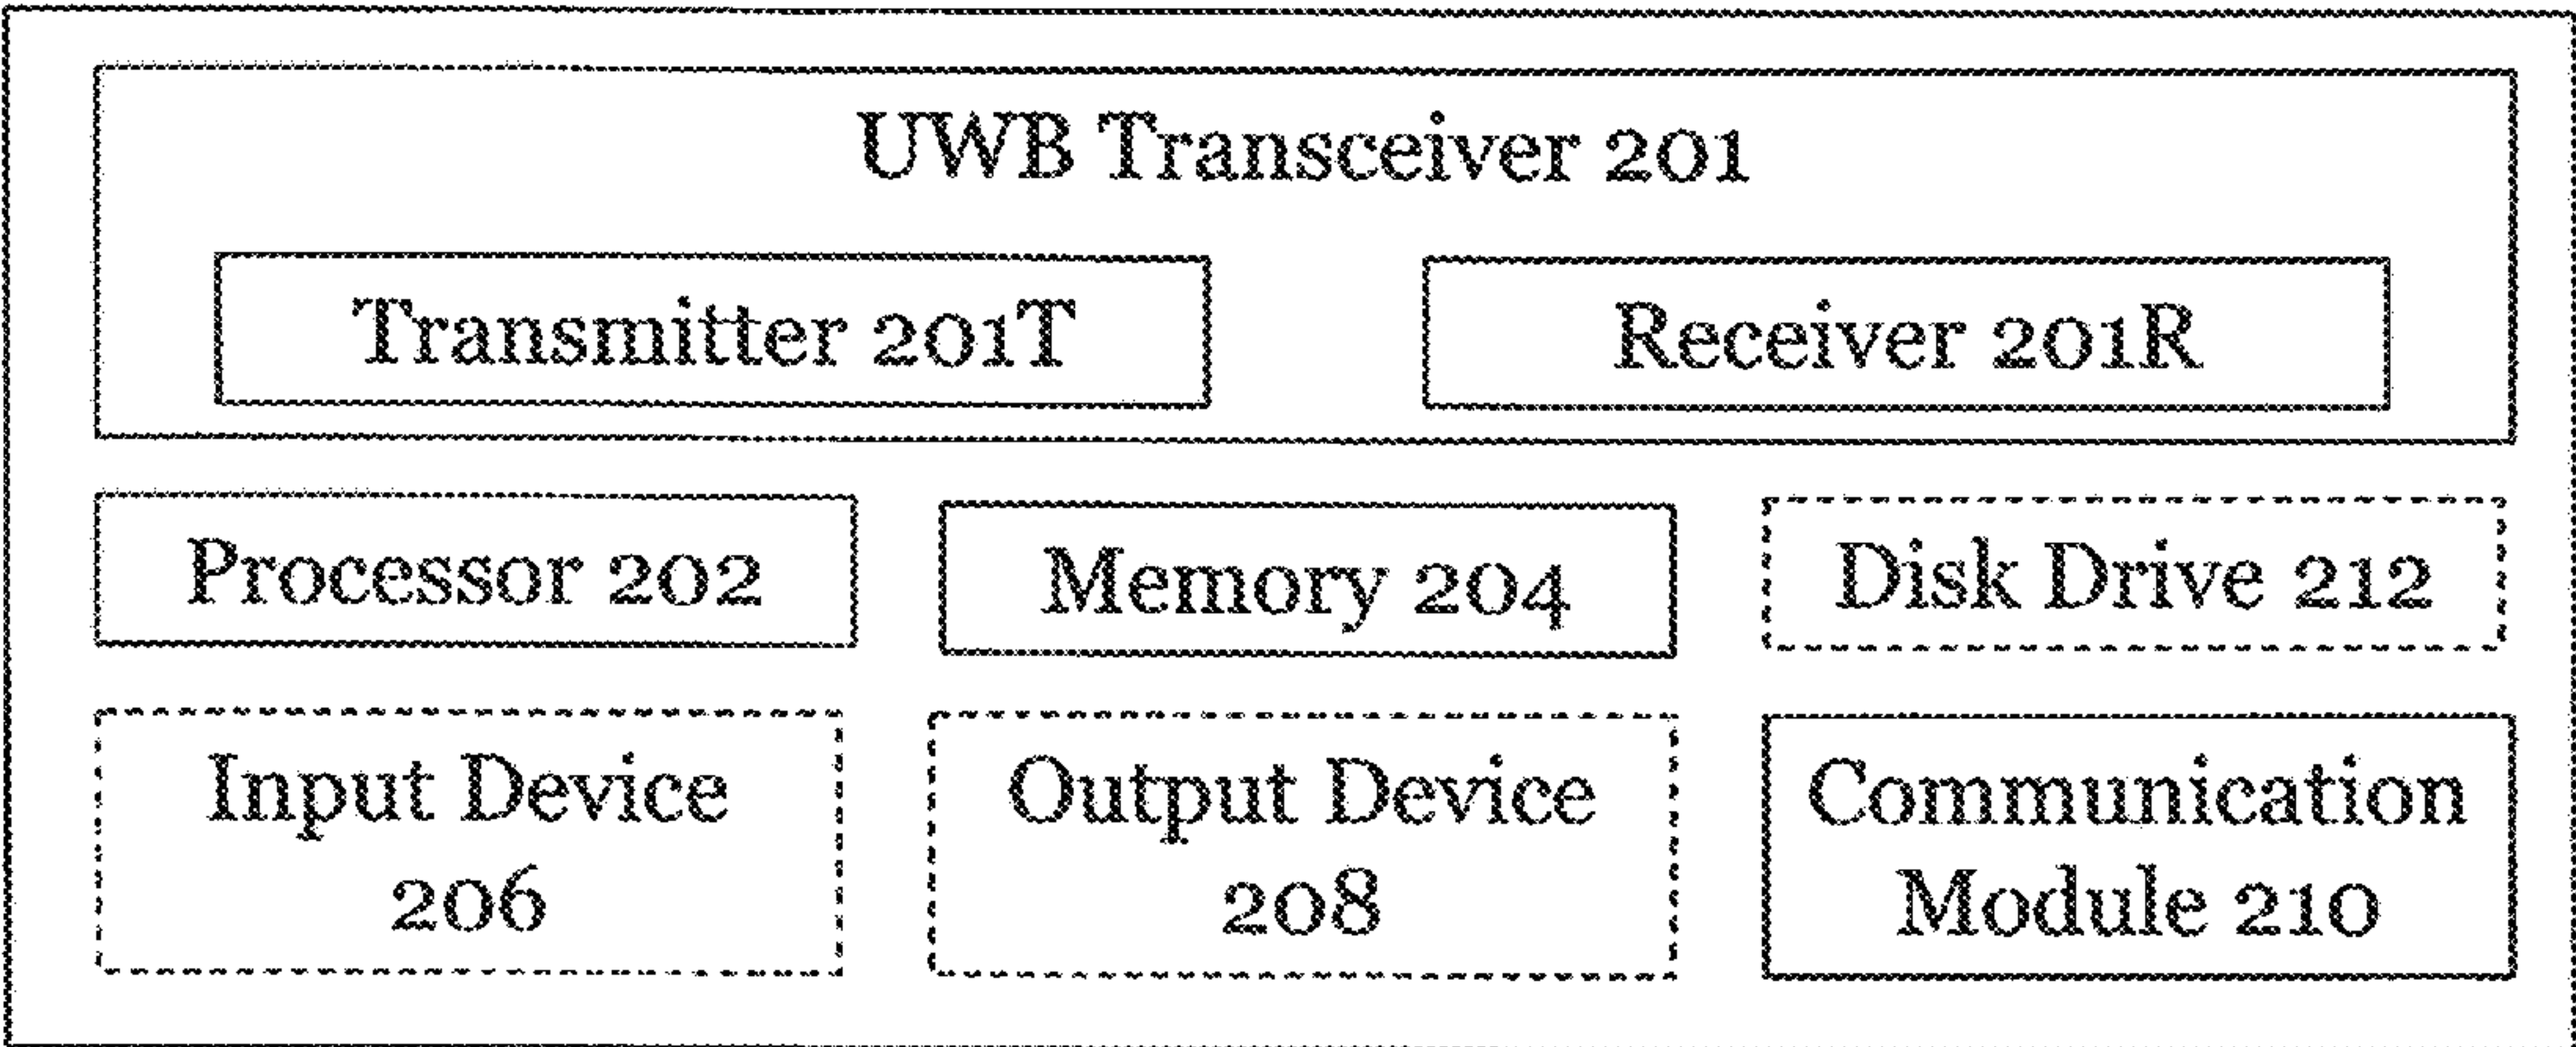 UWB Transceiver 201
Transmitter 201T
Receiver 201R
Processor 202
Memory 204
Disk Drive 212
Input Device
206
Output Device
208
Communication
Module 210